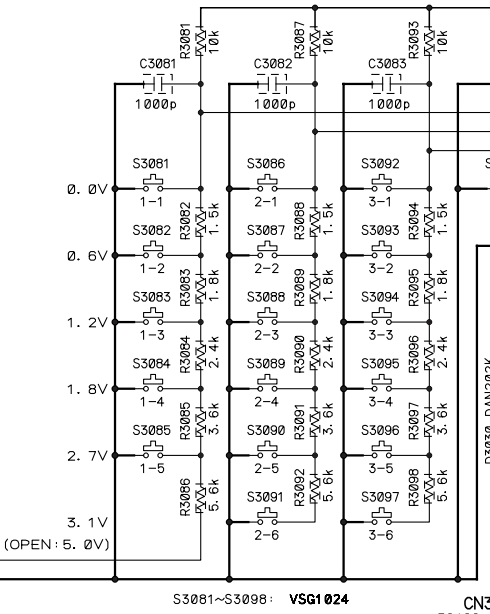 R3081
10k
R3087
10k
R3093
10k
C3081
1000p
C3082
1000p
C3083
1000p
S3081
1-1
S3086
2-1
S3092
3-1
S
0.0V
R3082
1.5k
R3088
1.5k
R3094
1.5k
S3082
1-2
S3087
2-2
S3093
3-2
0.6V
R3083
1.8k
R3089
1.8k
R3095
1.8k
S3083
1-3
S3088
2-3
S3094
3-3
1.2V
R3084
2.4k
R3090
2.4k
R3096
2.4k
S3084
1-4
S3089
2-4
S3095
3-4
1.8V
R3085
3.6k
R3091
3.6k
R3097
3.6k
S3085
1-5
S3090
2-5
S3096
3-5
2.7V
R3086
5.6k
R3092
5.6k
R3098
5.6k
S3091
2-6
S3097
3-6
3.1V
(OPEN:5.0V)
S3081~S3098: VSG1024
CN3